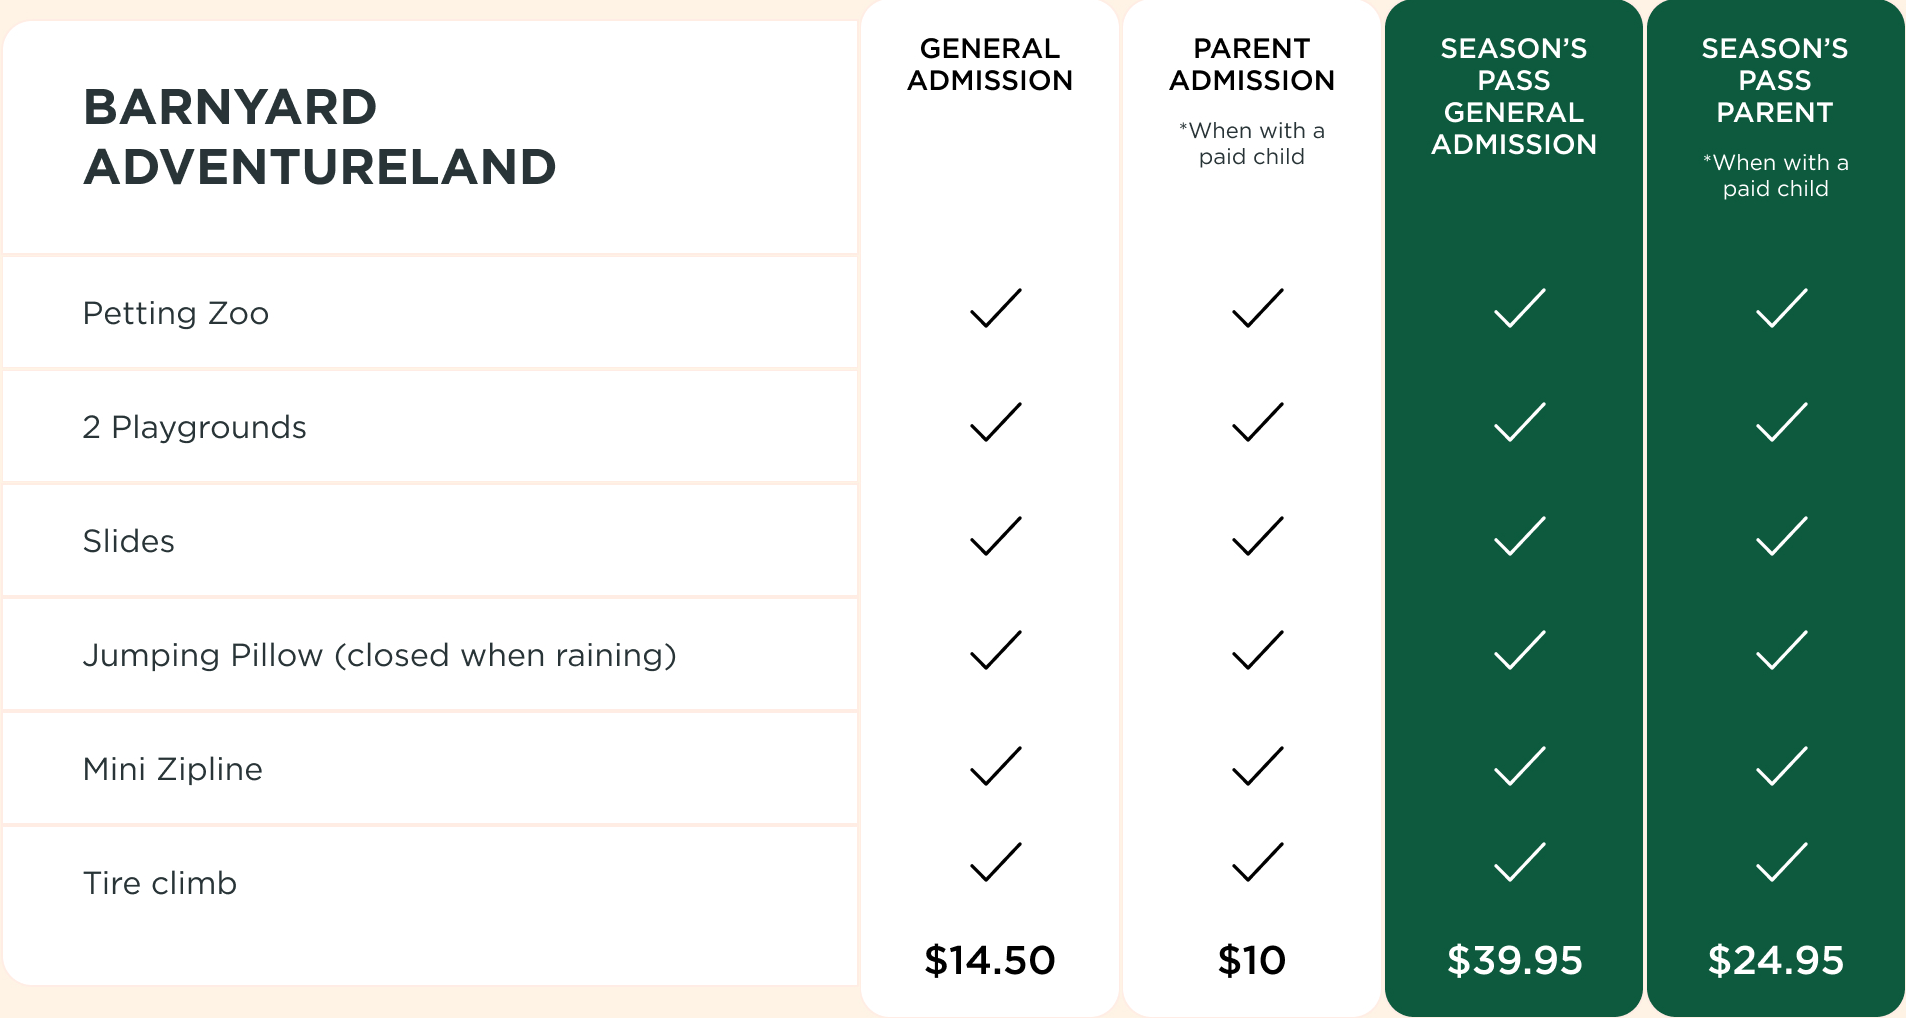 BARNYARD
ADVENTURELAND
GENERAL
ADMISSION
PARENT
ADMISSION
*When with a
paid child
SEASON’S
PASS
GENERAL
ADMISSION
SEASON’S
PASS
PARENT
*When with a
paid child
Petting Zoo
2 Playgrounds
Slides
Jumping Pillow (closed when raining)
Mini Zipline
Tire climb
$14.50
$10
$39.95
$24.95